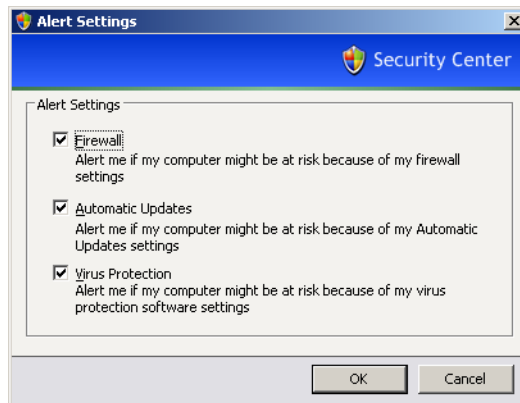 Alert Settings
Security Center
Alert Settings
Firewall
Alert me if my computer might be at risk because of my firewall
settings
Automatic Updates
Alert me if my computer might be at risk because of my Automatic
Updates settings
Virus Protection
Alert me if my computer might be at risk because of my virus
protection software settings
OK Cancel